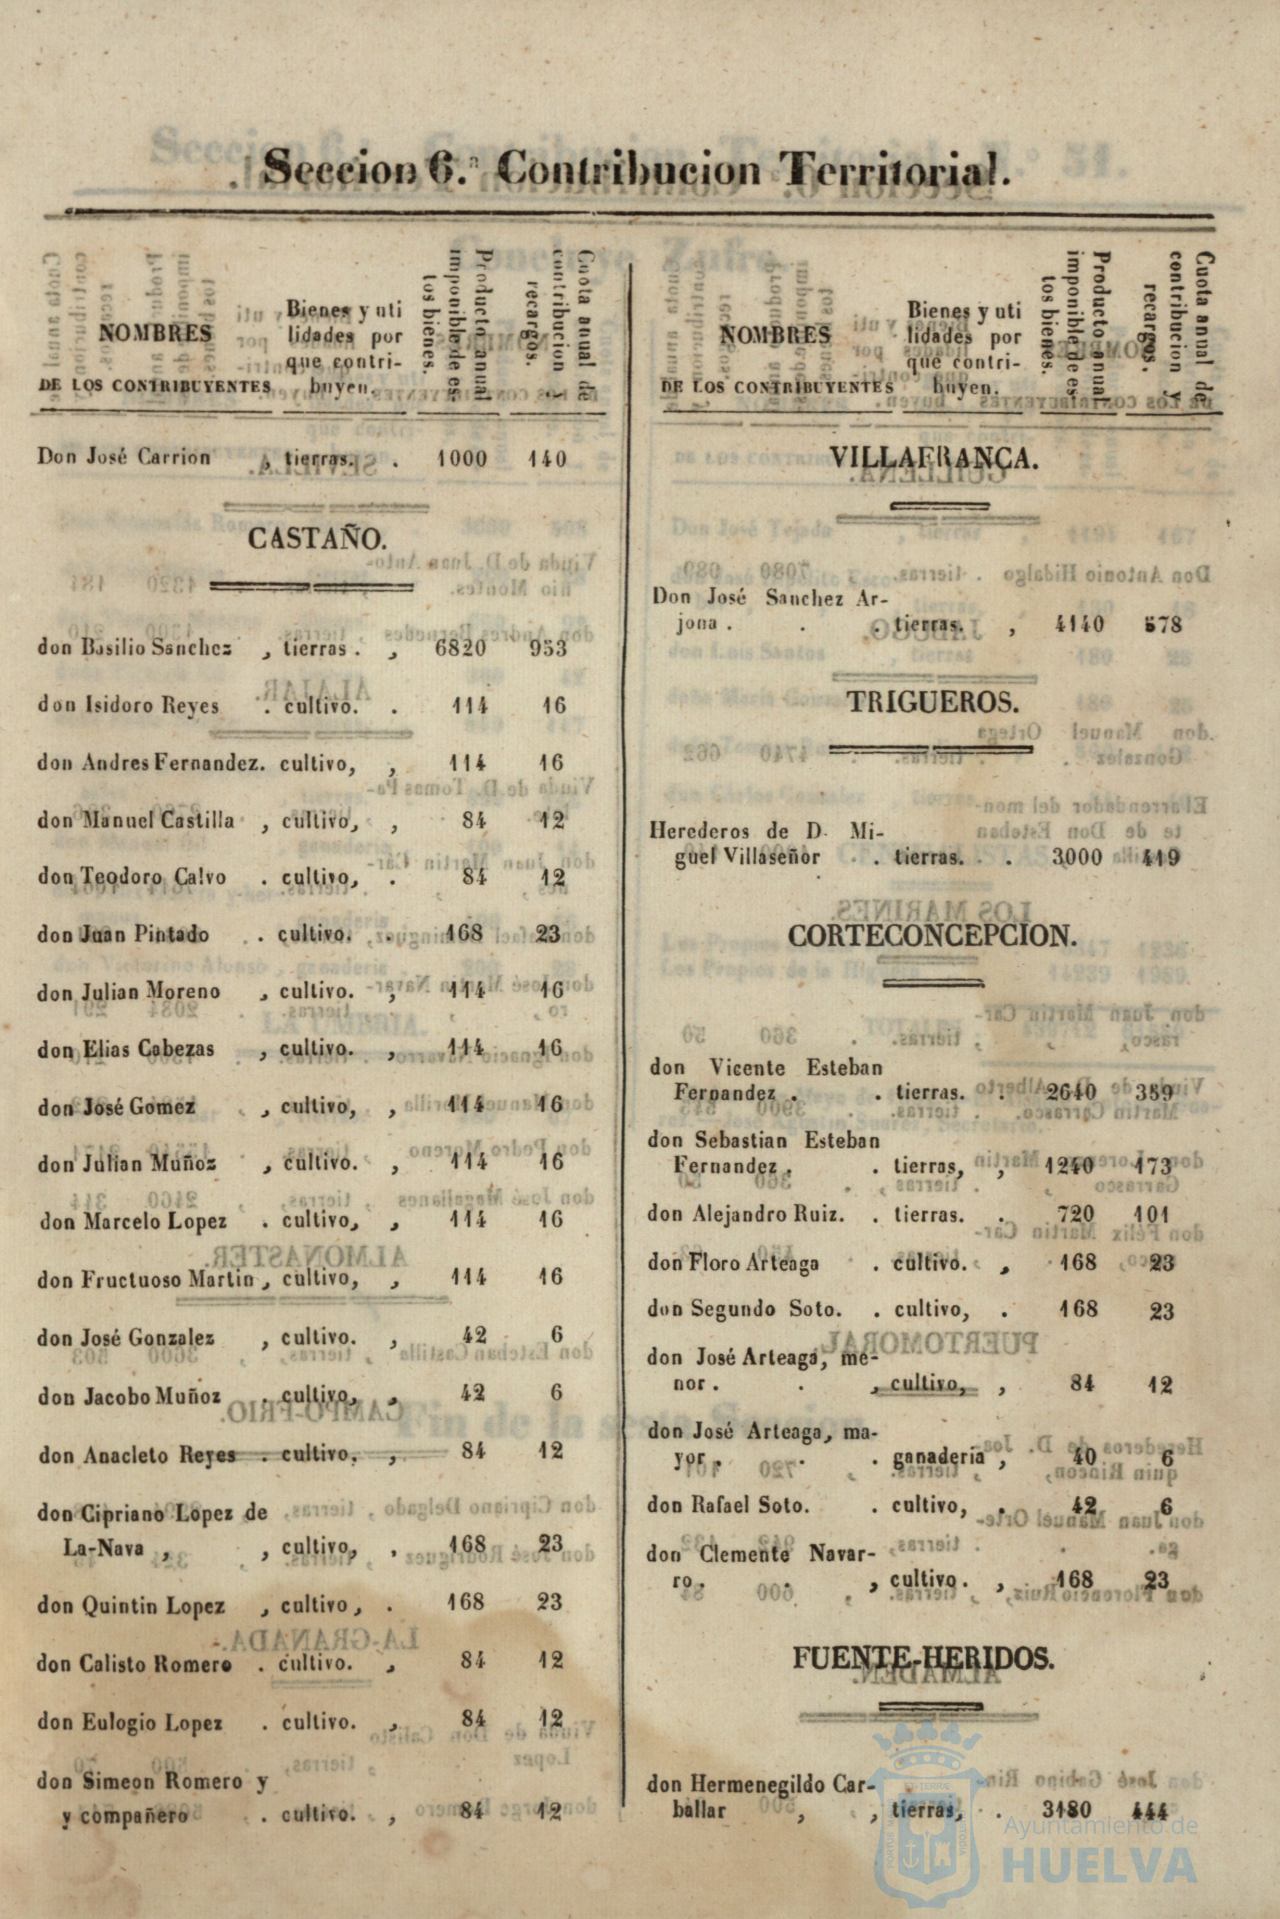 Seccion 6.ª Contribucion Territorial.
NOMBRES
DE LOS CONTRIBUYENTES
Bienes y uti
lidades por
que contri-
buyen.
Producto anual
imponible de es
tos bienes.
Cuota anual de
contribucion y
recargos.
Don José Carrion , tierras. . 1000 140
CASTAÑO.
don Basilio Sanchez , tierras . , 6820 953
don Isidoro Reyes . cultivo. . 114 16
don Andres Fernandez. cultivo, , 114 16
don Manuel Castilla , cultivo, , 84 12
don Teodoro Calvo . cultivo, . 84 12
don Juan Pintado . cultivo. . 168 23
don Julian Moreno , cultivo. , 114 16
don Elias Cabezas , cultivo. , 114 16
don José Gomez , cultivo, , 114 16
don Julian Muñoz , cultivo. , 114 16
don Marcelo Lopez . cultivo, , 114 16
don Fructuoso Martin , cultivo, , 114 16
don José Gonzalez , cultivo. , 42 6
don Jacobo Muñoz . cultivo, , 42 6
don Anacleto Reyes . cultivo. , 84 12
don Cipriano Lopez de
La-Nava , , cultivo, , 168 23
don Quintin Lopez , cultivo , . 168 23
don Calisto Romero . cultivo. , 84 12
don Eulogio Lopez . cultivo. , 84 12
don Simeon Romero y
y compañero . cultivo. , 84 12
NOMBRES
DE LOS CONTRIBUYENTES
Bienes y uti
lidades por
que contri-
buyen.
Producto anual
imponible de es
tos bienes.
Cuota anual de
contribucion y
recargos.
VILLAFRANCA.
Don José Sanchez Ar-
jona . . . tierras. , 4140 578
TRIGUEROS.
Herederos de D. Mi-
guel Villaseñor . tierras. . 3000 419
CORTECONCEPCION.
don Vicente Esteban
Fernandez . . tierras. . 2640 359
don Sebastian Esteban
Fernandez . . tierras, , 1240 173
don Alejandro Ruiz. . tierras. . 720 101
don Floro Arteaga . cultivo. , 168 23
don Segundo Soto. . cultivo, . 168 23
don José Arteaga, me-
nor . . , cultivo, , 84 12
don José Arteaga, ma-
yor . . . ganaderia , 40 6
don Rafael Soto. . cultivo, . 42 6
don Clemente Navar-
ro. . , cultivo. , 168 23
FUENTE-HERIDOS.
don Hermenegildo Car-
ballar , , tierras, . 3180 444
Ayuntamiento de
HUELVA